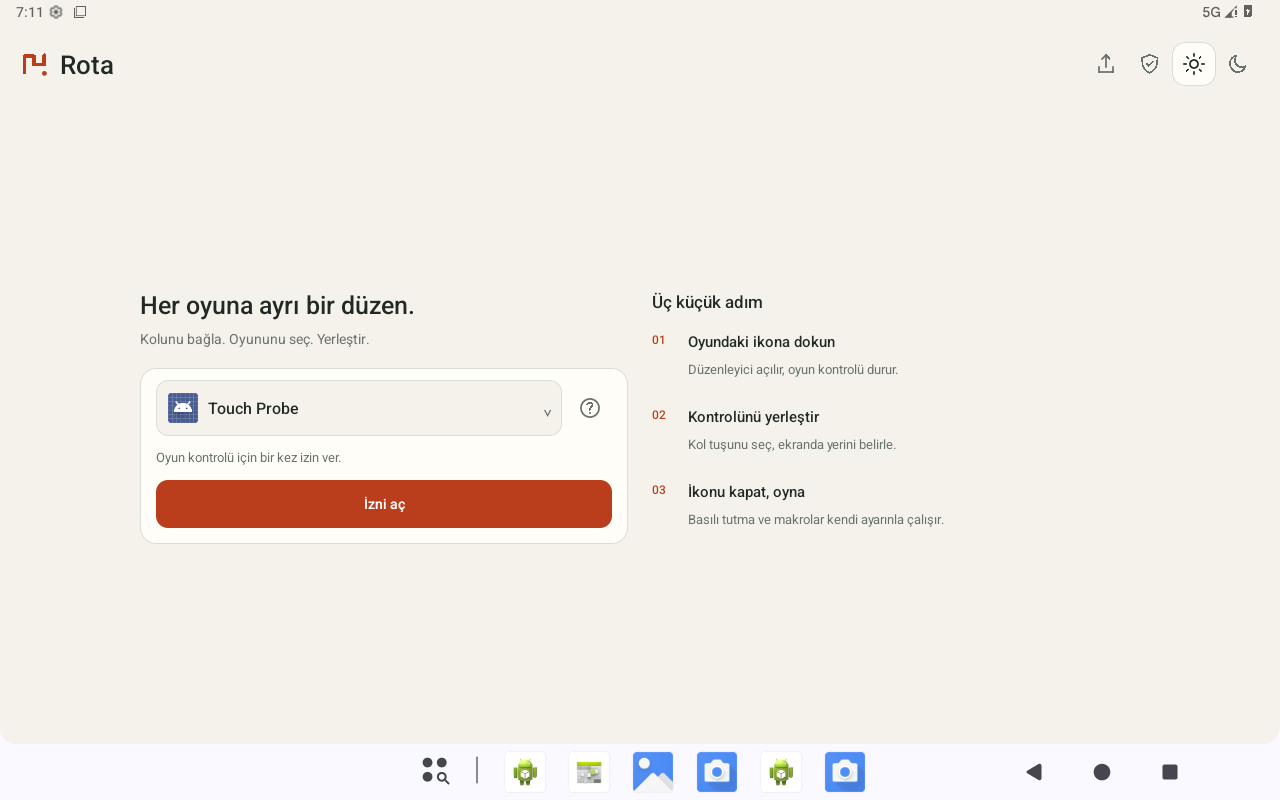 7:11
5G
Rota
Her oyuna ayrı bir düzen.
Kolunu bağla. Oyununu seç. Yerleştir.
Touch Probe
Oyun kontrolü için bir kez izin ver.
İzni aç
Üç küçük adım
01
Oyundaki ikona dokun
Düzenleyici açılır, oyun kontrolü durur.
02
Kontrolünü yerleştir
Kol tuşunu seç, ekranda yerini belirle.
03
İkonu kapat, oyna
Basılı tutma ve makrolar kendi ayarınla çalışır.